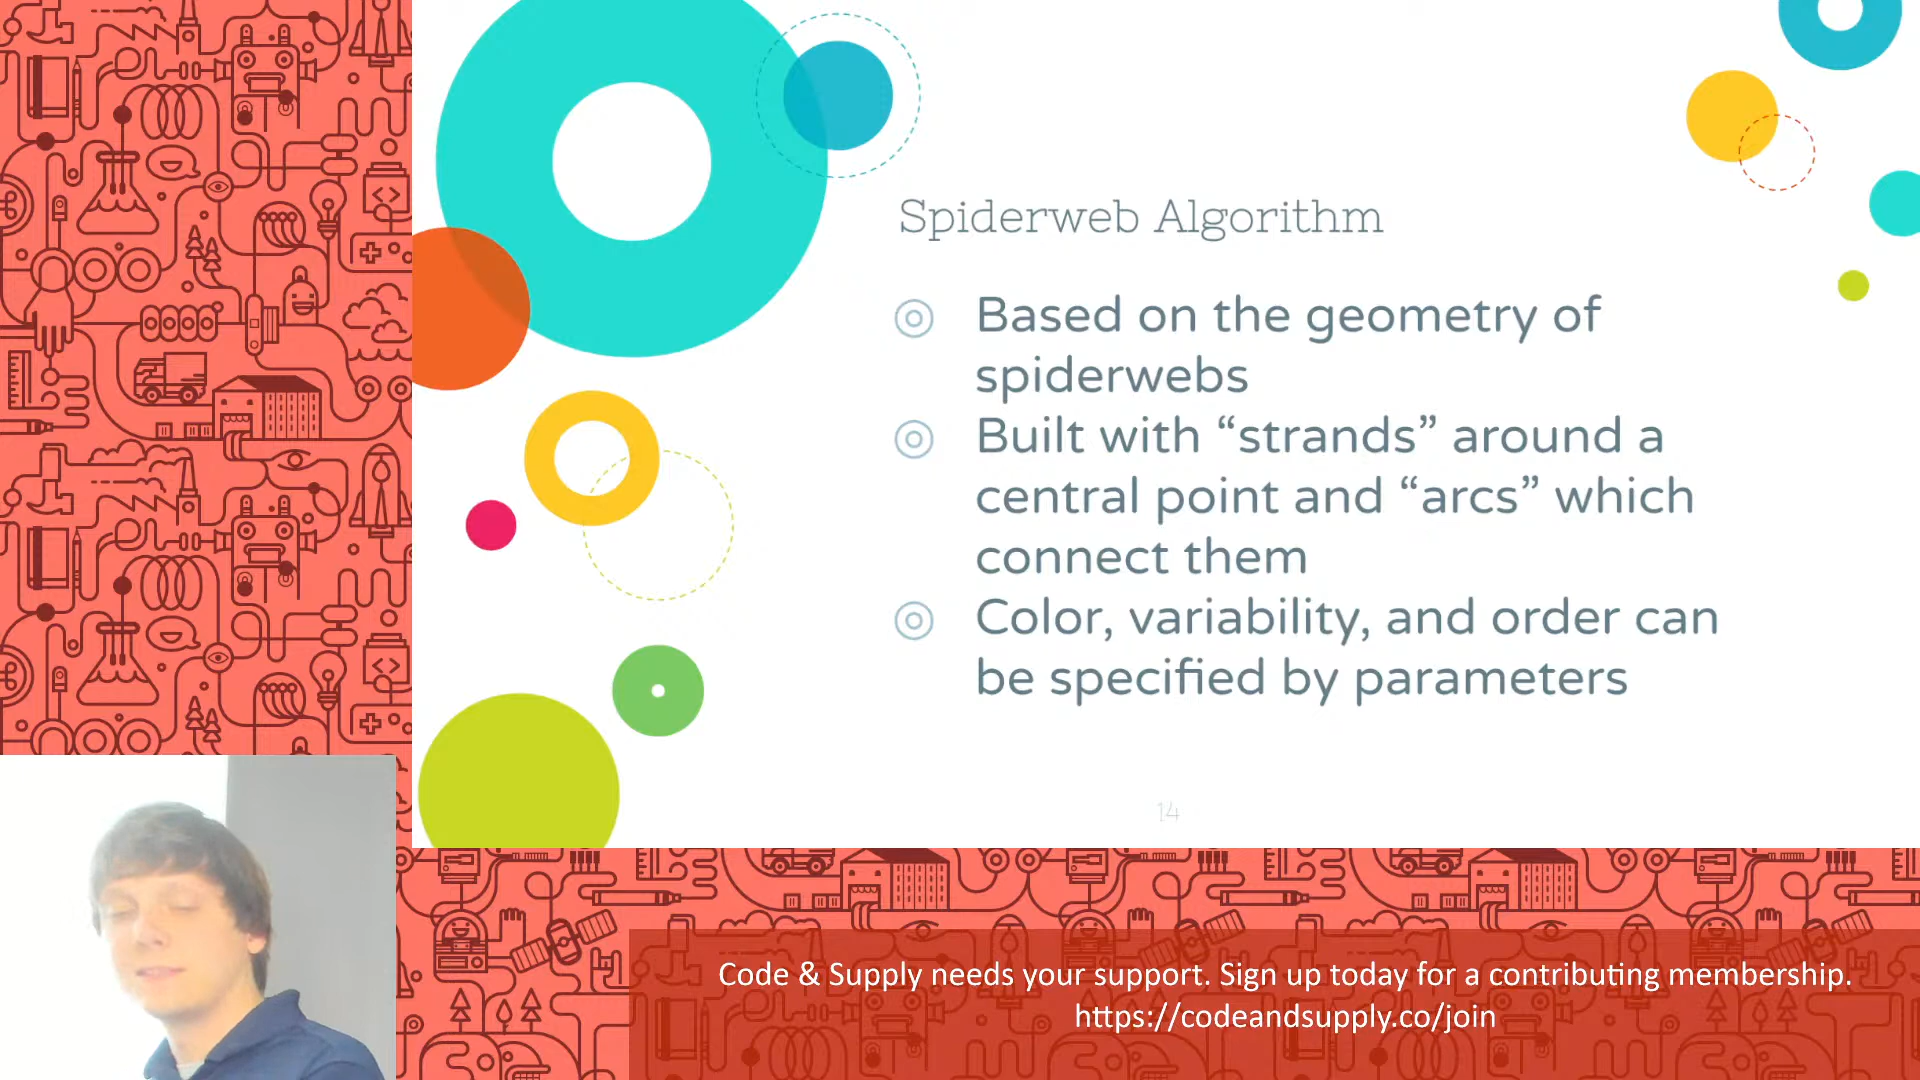 Spiderweb Algorithm
Based on the geometry of
spiderwebs
Built with “strands” around a
central point and “arcs” which
connect them
Color, variability, and order can
be specified by parameters
14
Code & Supply needs your support. Sign up today for a contributing membership.
https://codeandsupply.co/join